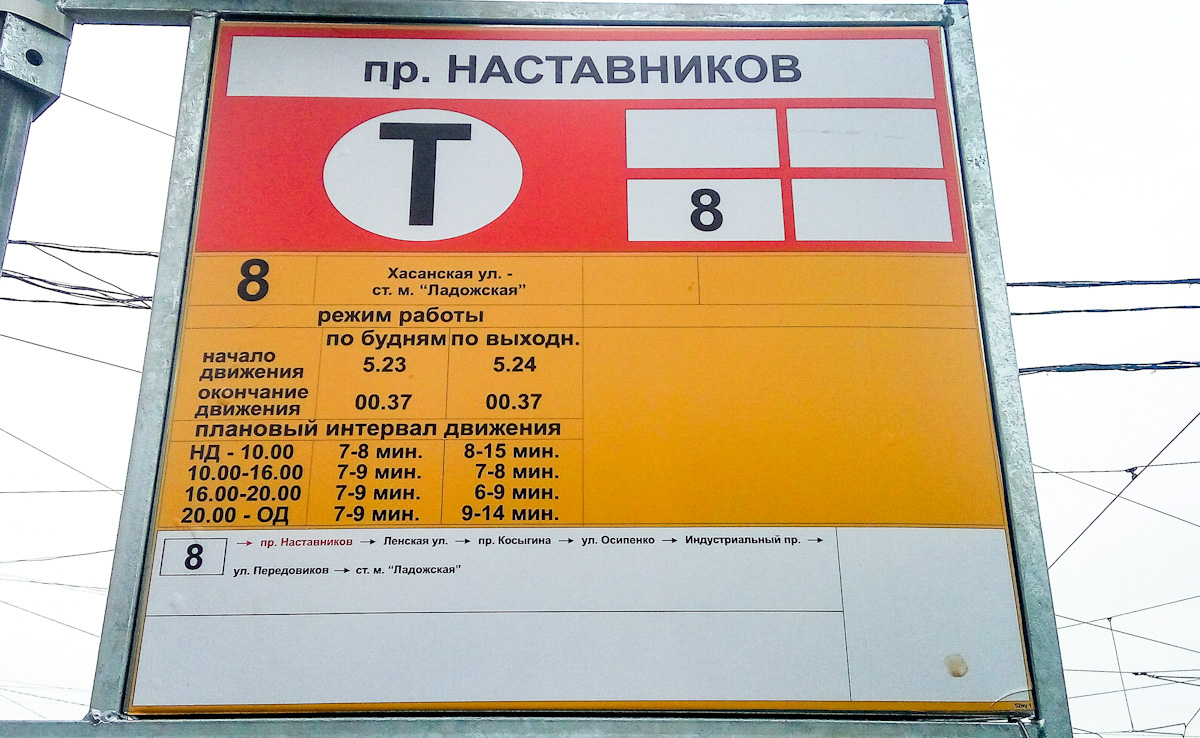 пр. НАСТАВНИКОВ
Т
8
8
Хасанская ул. -
ст. м. “Ладожская”
режим работы
по будням по выходн.
начало
движения 5.23 5.24
окончание
движения 00.37 00.37
плановый интервал движения
НД - 10.00 7-8 мин. 8-15 мин.
10.00-16.00 7-9 мин. 7-8 мин.
16.00-20.00 7-9 мин. 6-9 мин.
20.00 - ОД 7-9 мин. 9-14 мин.
8 → пр. Наставников → Ленская ул. → пр. Косыгина → ул. Осипенко → Индустриальный пр. →
ул. Передовиков → ст. м. “Ладожская”